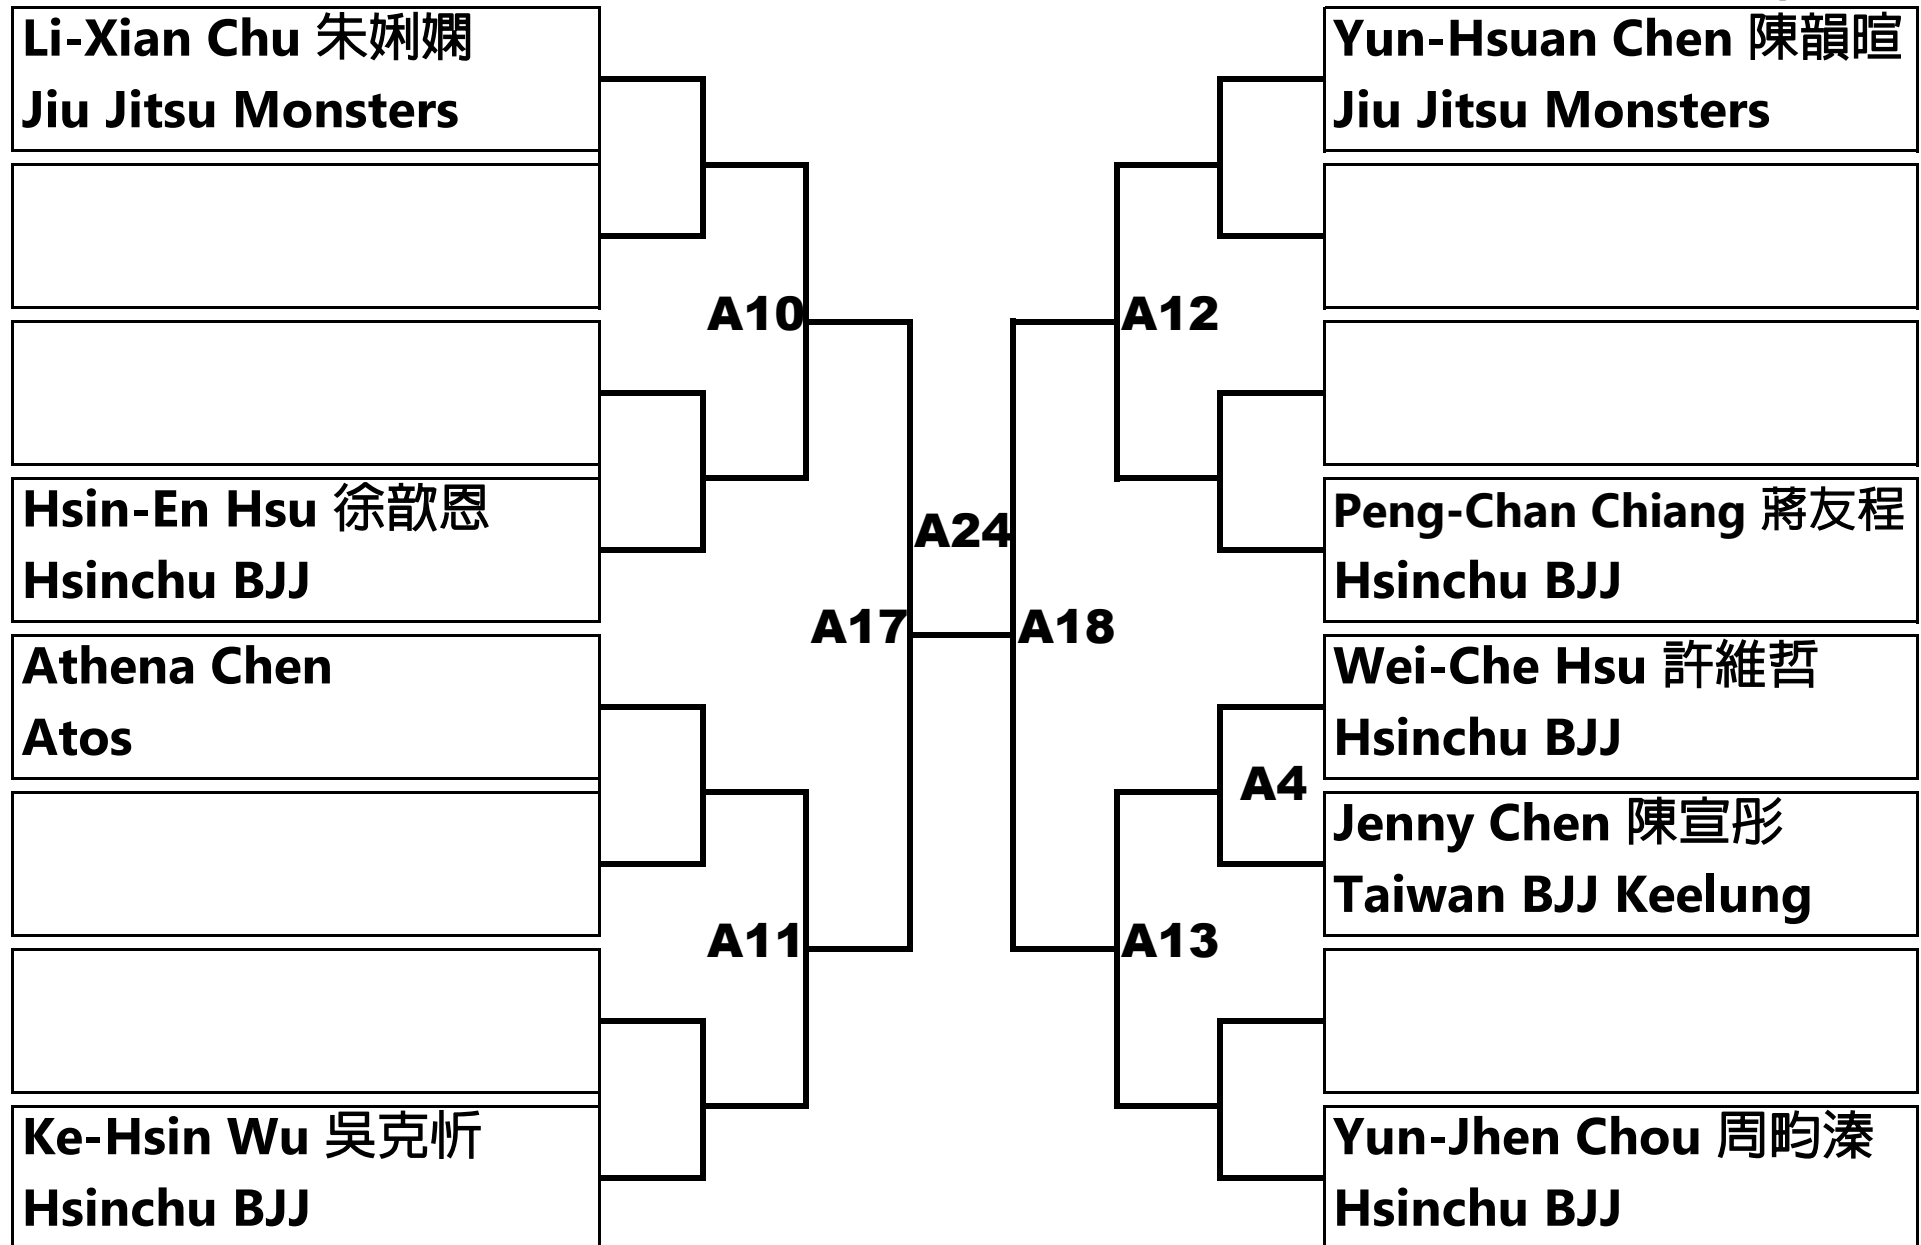 Li-Xian Chu 朱娳嫻
Jiu Jitsu Monsters
Hsin-En Hsu 徐歆恩
Hsinchu BJJ
Athena Chen
Atos
Ke-Hsin Wu 吳克忻
Hsinchu BJJ
A10
A11
A17
A24
A18
A12
A4
A13
Yun-Hsuan Chen 陳韻暄
Jiu Jitsu Monsters
Peng-Chan Chiang 蔣友程
Hsinchu BJJ
Wei-Che Hsu 許維哲
Hsinchu BJJ
Jenny Chen 陳宣彤
Taiwan BJJ Keelung
Yun-Jhen Chou 周畇溱
Hsinchu BJJ